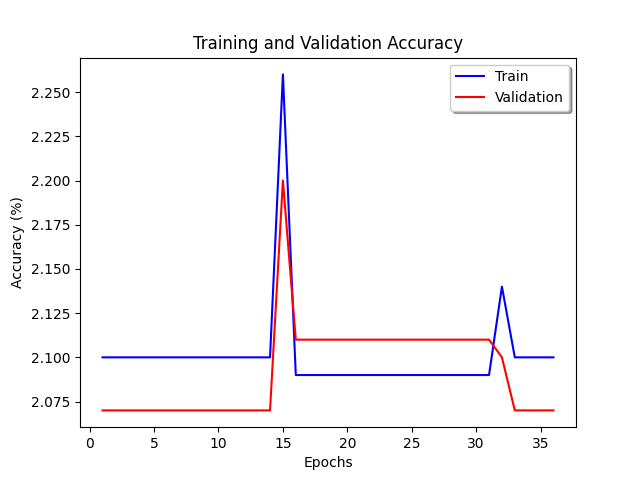 Training and Validation Accuracy
Train
Validation
Accuracy (%)
2.250
2.225
2.200
2.175
2.150
2.125
2.100
2.075
0 5 10 15 20 25 30 35
Epochs